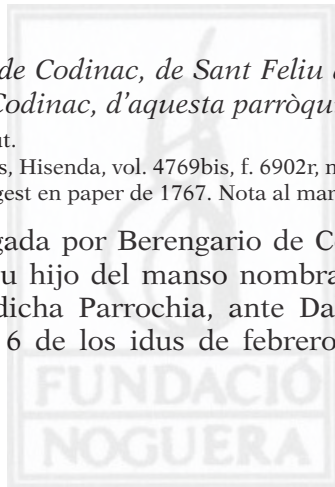 de Codinac, de Sant Feliu
Codinac, d'aquesta parròqui
ut.
s, Hisenda, vol. 4769bis, f. 6902r, n
gest en paper de 1767. Nota al mar
gada por Berengario de C
u hijo del manso nombra
dicha Parrochia, ante Da
6 de los idus de febrero
FUNDACIÓ
NOGUERA